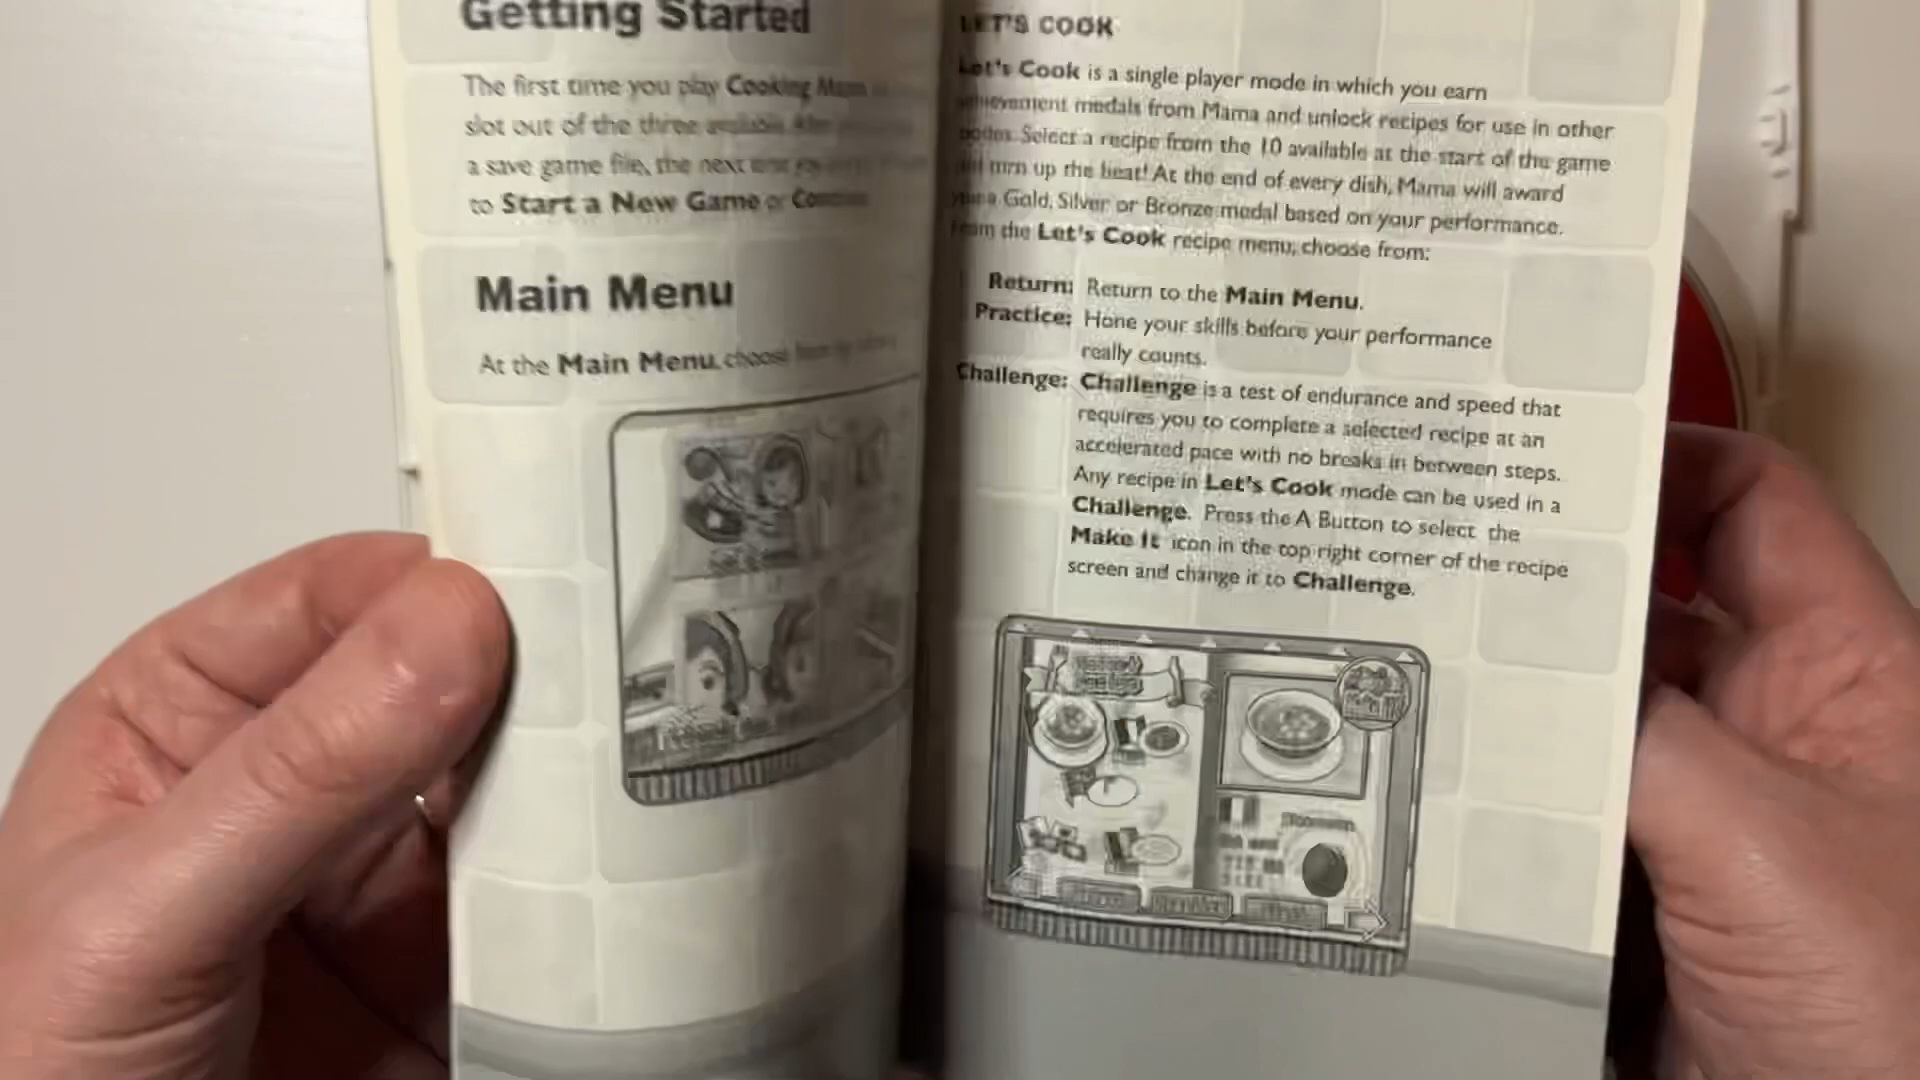 Getting Started
The first time you play Cooking Mama
slot out of the three
a save game file, the next
to Start a New Game or
Main Menu
At the Main Menu, choose
LET'S COOK
Let's Cook is a single player mode in which you earn
achievement medals from Mama and unlock recipes for use in other
modes. Select a recipe from the 10 available at the start of the game
turn up the heat! At the end of every dish, Mama will award
a Gold, Silver or Bronze medal based on your performance.
From the Let's Cook recipe menu, choose from:
Return: Return to the Main Menu.
Practice: Hone your skills before your performance
really counts.
Challenge: Challenge is a test of endurance and speed that
requires you to complete a selected recipe at an
accelerated pace with no breaks in between steps.
Any recipe in Let's Cook mode can be used in a
Challenge. Press the A Button to select the
Make It icon in the top right corner of the recipe
screen and change it to Challenge.